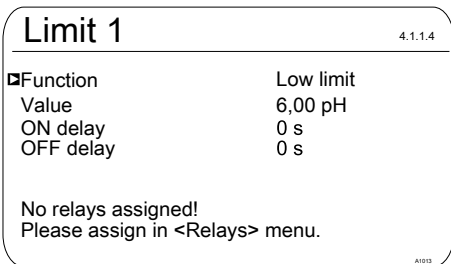 Limit 1 4.1.1.4
Function Low limit
Value 6,00 pH
ON delay 0 s
OFF delay 0 s
No relays assigned!
Please assign in <Relays> menu.
A1013